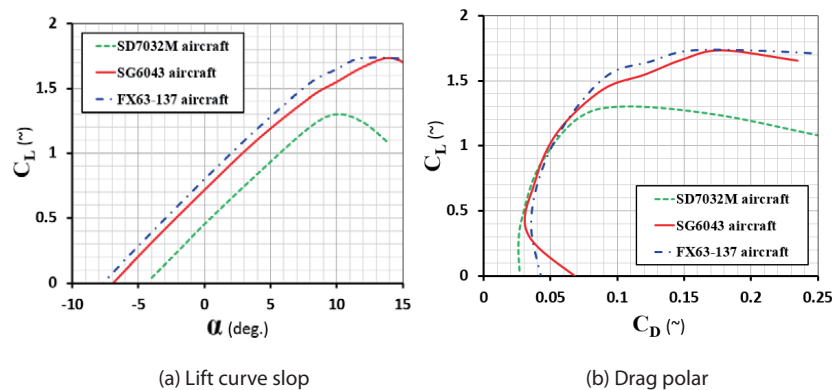 2
1.5
1
0.5
0
-10
-5
0
5
10
15
C_L (~)
α (deg.)
SD7032M aircraft
SG6043 aircraft
FX63-137 aircraft
(a) Lift curve slop
2
1.5
1
0.5
0
0
0.05
0.1
0.15
0.2
0.25
C_L (~)
C_D (~)
SD7032M aircraft
SG6043 aircraft
FX63-137 aircraft
(b) Drag polar